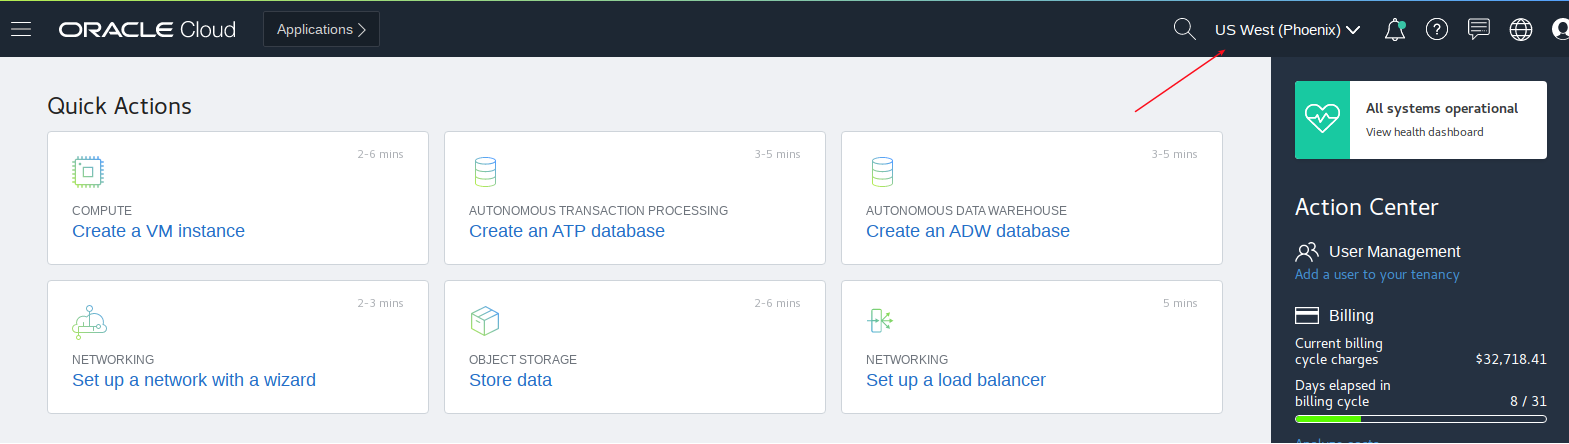 ORACLE Cloud
Applications
US West (Phoenix)
Quick Actions
2-6 mins
COMPUTE
Create a VM instance
3-5 mins
AUTONOMOUS TRANSACTION PROCESSING
Create an ATP database
3-5 mins
AUTONOMOUS DATA WAREHOUSE
Create an ADW database
2-3 mins
NETWORKING
Set up a network with a wizard
2-6 mins
OBJECT STORAGE
Store data
5 mins
NETWORKING
Set up a load balancer
All systems operational
View health dashboard
Action Center
User Management
Add a user to your tenancy
Billing
Current billing
cycle charges $32,718.41
Days elapsed in
billing cycle 8 / 31